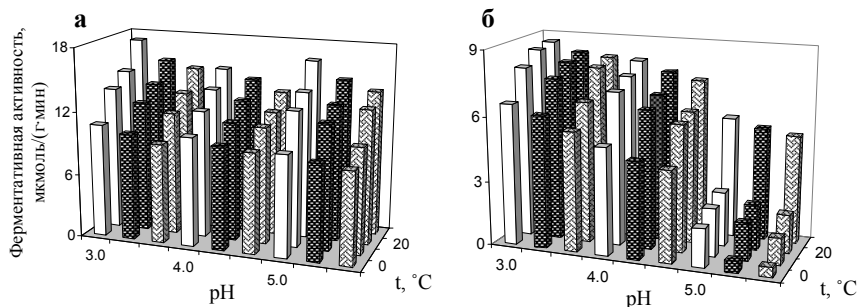 а
б
Ферментативная активность,
мкмоль/(г·мин)
18
12
6
0
3.0
4.0
5.0
pH
0
20
t, ˚C
9
6
3
0
3.0
4.0
5.0
pH
0
20
t, ˚C